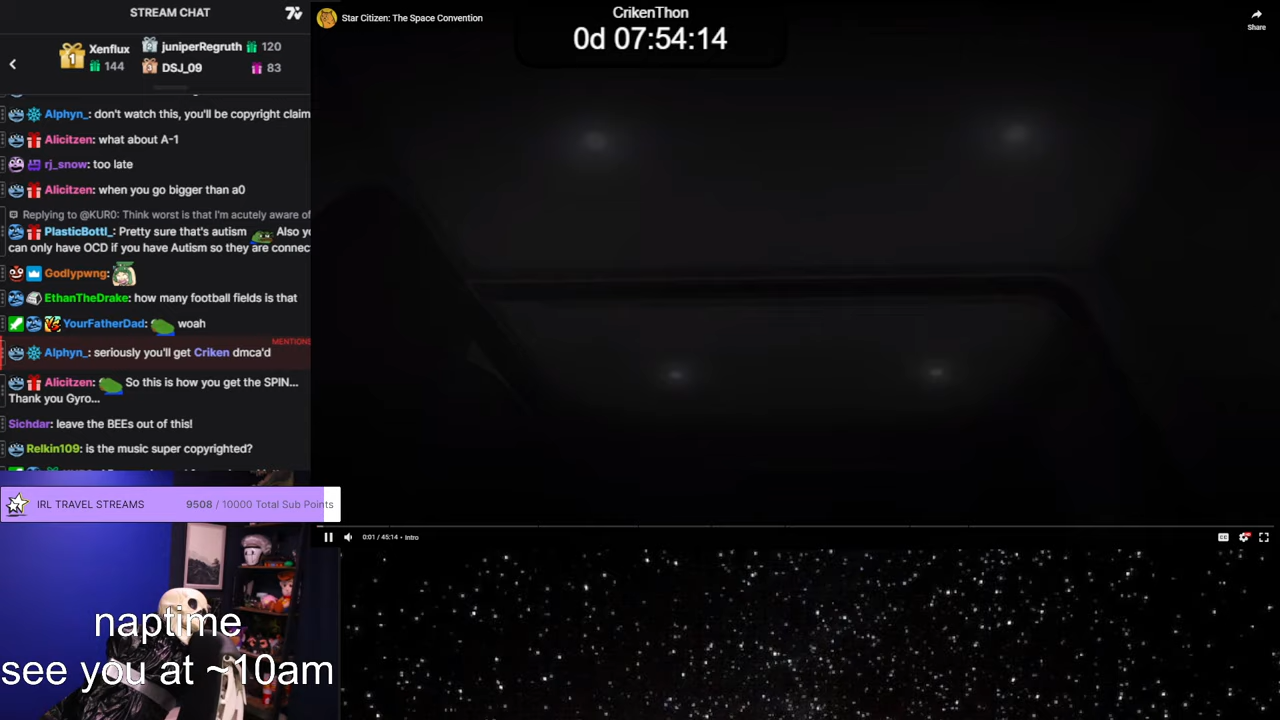 STREAM CHAT
Xenflux
144
juniperRegruth 120
DSJ_09 83
Alphyn_: don't watch this, you'll be copyright claim
Alicitzen: what about A-1
rj_snow: too late
Alicitzen: when you go bigger than a0
Replying to @KUR0: Think worst is that I'm acutely aware of
PlasticBottl_: Pretty sure that's autism Also yo
can only have OCD if you have Autism so they are connec
Godlypwng:
EthanTheDrake: how many football fields is that
YourFatherDad: woah
MENTIONS
Alphyn_: seriously you'll get Criken dmca'd
Alicitzen: So this is how you get the SPIN...
Thank you Gyro...
Sichdar: leave the BEEs out of this!
Relkin109: is the music super copyrighted?
IRL TRAVEL STREAMS 9508 / 10000 Total Sub Points
naptime
see you at ~10am
Star Citizen: The Space Convention
CrikenThon
0d 07:54:14
Share
0:01 / 45:14 • Intro